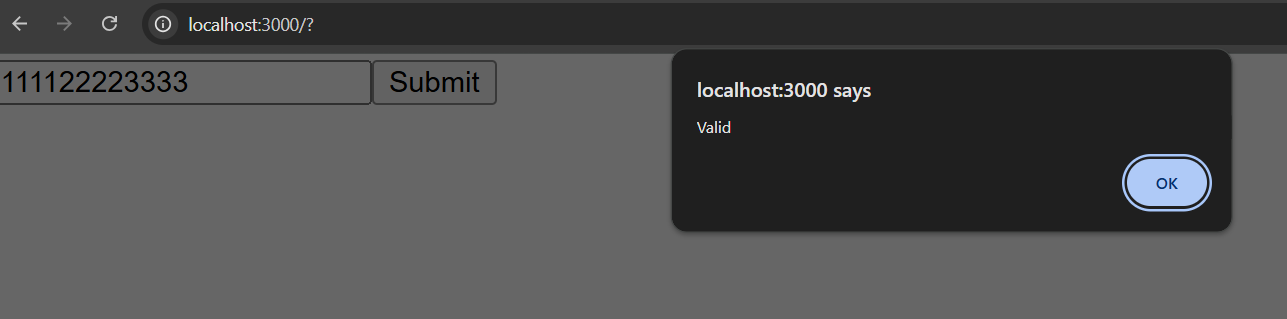 localhost:3000/?
111122223333 Submit
localhost:3000 says
Valid
OK